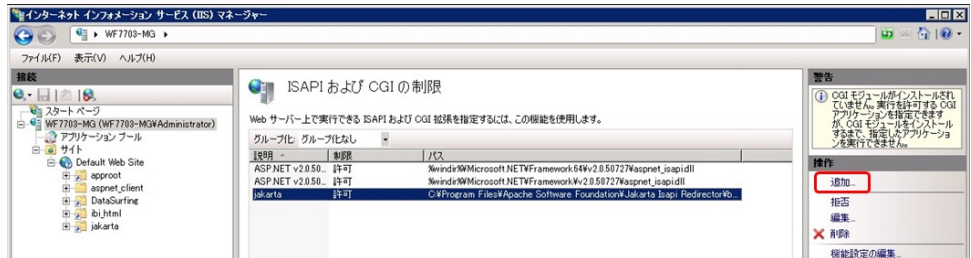 インターネット インフォメーション サービス (IIS) マネージャー
WF7703-MG
ファイル(F) 表示(V) ヘルプ(H)
接続
スタート ページ
WF7703-MG (WF7703-MG¥Administrator)
アプリケーション プール
サイト
Default Web Site
approot
aspnet_client
DataSurfing
ibi_html
jakarta
ISAPI および CGI の制限
Web サーバー上で実行できる ISAPI および CGI 拡張を指定するには、この機能を使用します。
グループ化: グループ化なし
説明 制限 パス
ASP.NET v2.0.50... 許可 %windir%¥Microsoft.NET¥Framework64¥v2.0.50727¥aspnet_isapi.dll
ASP.NET v2.0.50... 許可 %windir%¥Microsoft.NET¥Framework¥v2.0.50727¥aspnet_isapi.dll
jakarta 許可 C:¥Program Files¥Apache Software Foundation¥Jakarta Isapi Redirector¥b...
警告
CGI モジュールがインストールされ
ていません。実行を許可する CGI
アプリケーションを指定できます
が、CGI モジュールをインストール
するまで、指定したアプリケーショ
ンを実行できません。
操作
追加...
拒否
編集...
削除
機能設定の編集...